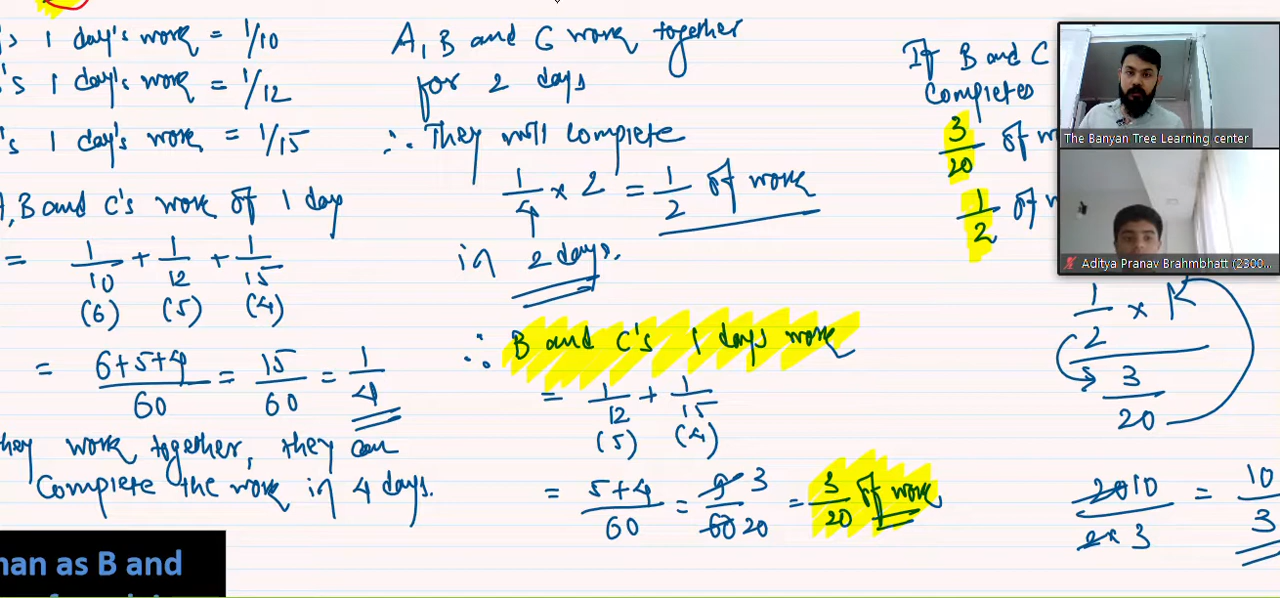 's 1 day's work = 1/10
's 1 day's work = 1/12
's 1 day's work = 1/15
A, B and C's work of 1 day
= 1/10 + 1/12 + 1/15
(6) (5) (4)
= 6+5+4/60 = 15/60 = 1/4
they work together, they can
Complete the work in 4 days.
man as B and
A, B and C work together
for 2 days
∴ They will complete
1/4 × 2 = 1/2 of work
in 2 days.
∴ B and C's 1 days work
= 1/12 + 1/15
(5) (4)
= 5+4/60 = 9/60 3/20 = 3/20 of work
If B and C
Completes
3/20 of w
1/2 of w
1/2 × 1
3/20
20 10/2 × 3 = 10/3
The Banyan Tree Learning center
Aditya Pranav Brahmbhatt (2300...